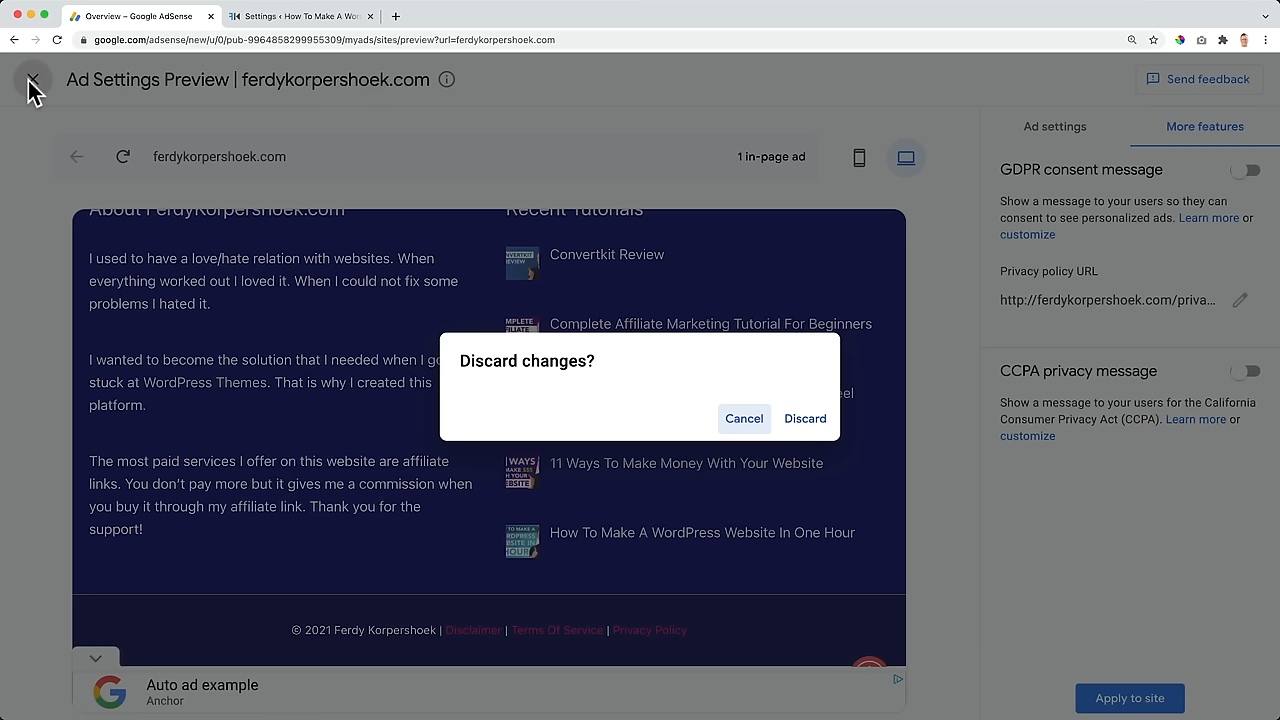 Overview – Google AdSense
Settings ‹ How To Make A Wor
google.com/adsense/new/u/0/pub-9964858299955309/myads/sites/preview?url=ferdykorpershoek.com
Ad Settings Preview | ferdykorpershoek.com
Send feedback
ferdykorpershoek.com
1 in-page ad
Ad settings
More features
GDPR consent message
Show a message to your users so they can
consent to see personalized ads. Learn more or
customize
Privacy policy URL
http://ferdykorpershoek.com/priva...
CCPA privacy message
Show a message to your users for the California
Consumer Privacy Act (CCPA). Learn more or
customize
Apply to site
About FerdyKorpershoek.com
I used to have a love/hate relation with websites. When
everything worked out I loved it. When I could not fix some
problems I hated it.
I wanted to become the solution that I needed when I go
stuck at WordPress Themes. That is why I created this
platform.
The most paid services I offer on this website are affiliate
links. You don't pay more but it gives me a commission when
you buy it through my affiliate link. Thank you for the
support!
Recent Tutorials
Convertkit Review
Complete Affiliate Marketing Tutorial For Beginners
eel
11 Ways To Make Money With Your Website
How To Make A WordPress Website In One Hour
Discard changes?
Cancel
Discard
© 2021 Ferdy Korpershoek | Disclaimer | Terms Of Service | Privacy Policy
Auto ad example
Anchor